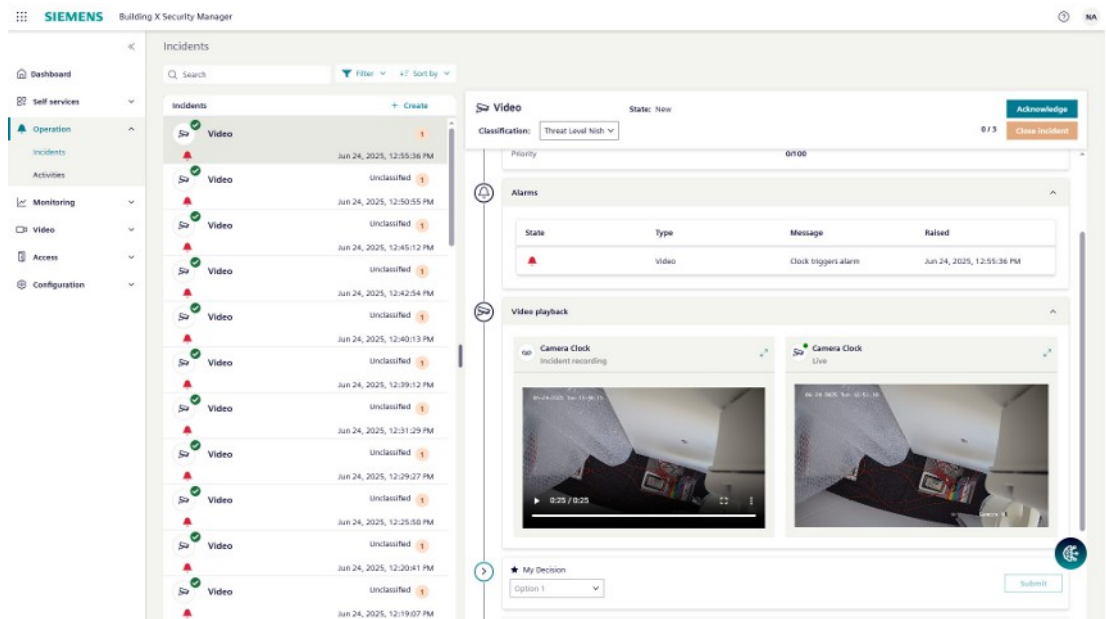 SIEMENS Building X Security Manager NA
Incidents
Dashboard
Self services
Operation
Incidents
Activities
Monitoring
Video
Access
Configuration
Search
Filter
Sort by
Incidents
+ Create
Video 1
Jun 24, 2025, 12:55:36 PM
Video Unclassified 1
Jun 24, 2025, 12:50:55 PM
Video Unclassified 1
Jun 24, 2025, 12:45:12 PM
Video Unclassified 1
Jun 24, 2025, 12:42:54 PM
Video Unclassified 1
Jun 24, 2025, 12:40:13 PM
Video Unclassified 1
Jun 24, 2025, 12:39:12 PM
Video Unclassified 1
Jun 24, 2025, 12:31:29 PM
Video Unclassified 1
Jun 24, 2025, 12:29:27 PM
Video Unclassified 1
Jun 24, 2025, 12:25:50 PM
Video Unclassified 1
Jun 24, 2025, 12:20:41 PM
Video Unclassified 1
Jun 24, 2025, 12:19:07 PM
Video
State: New
Acknowledge
Classification: Threat Level Nish
0/3
Close incident
Priority 0/100
Alarms
State Type Message Raised
Video Clock triggers alarm Jun 24, 2025, 12:55:36 PM
Video playback
Camera Clock
Incident recording
0:25 / 0:25
Camera Clock
Live
My Decision
Option 1
Submit